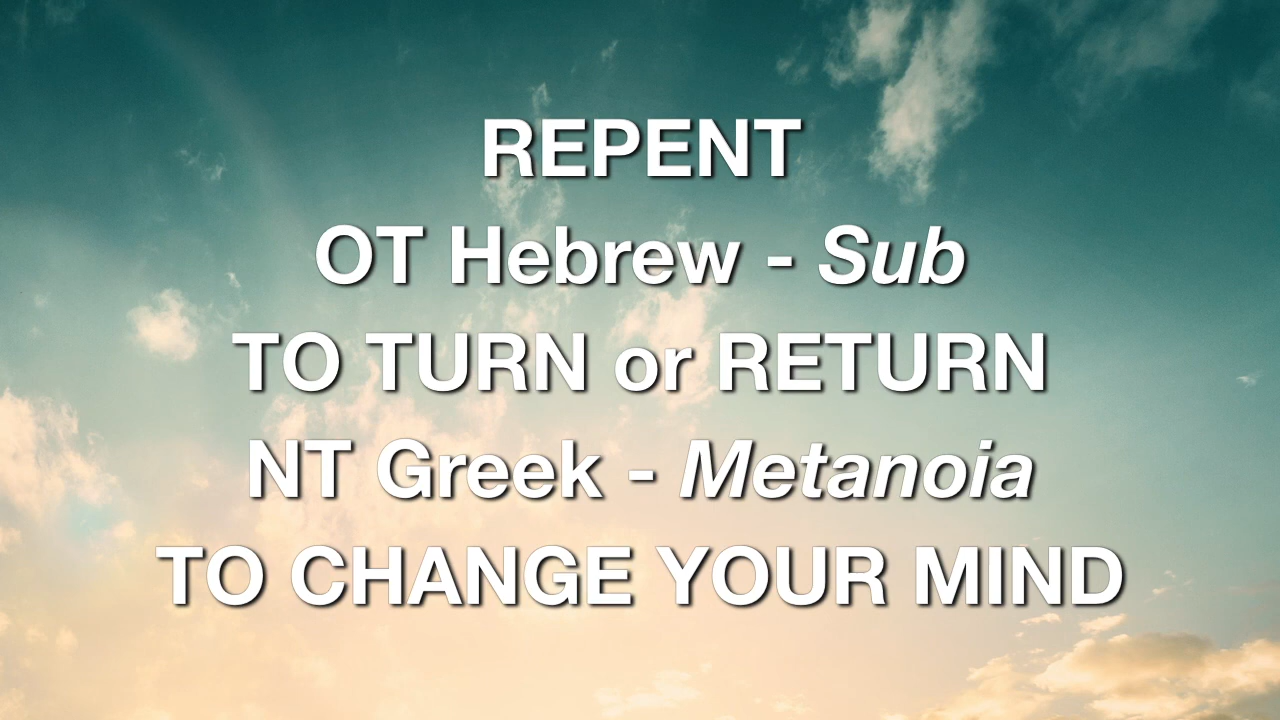 REPENT
OT Hebrew - Sub
TO TURN or RETURN
NT Greek - Metanoia
TO CHANGE YOUR MIND